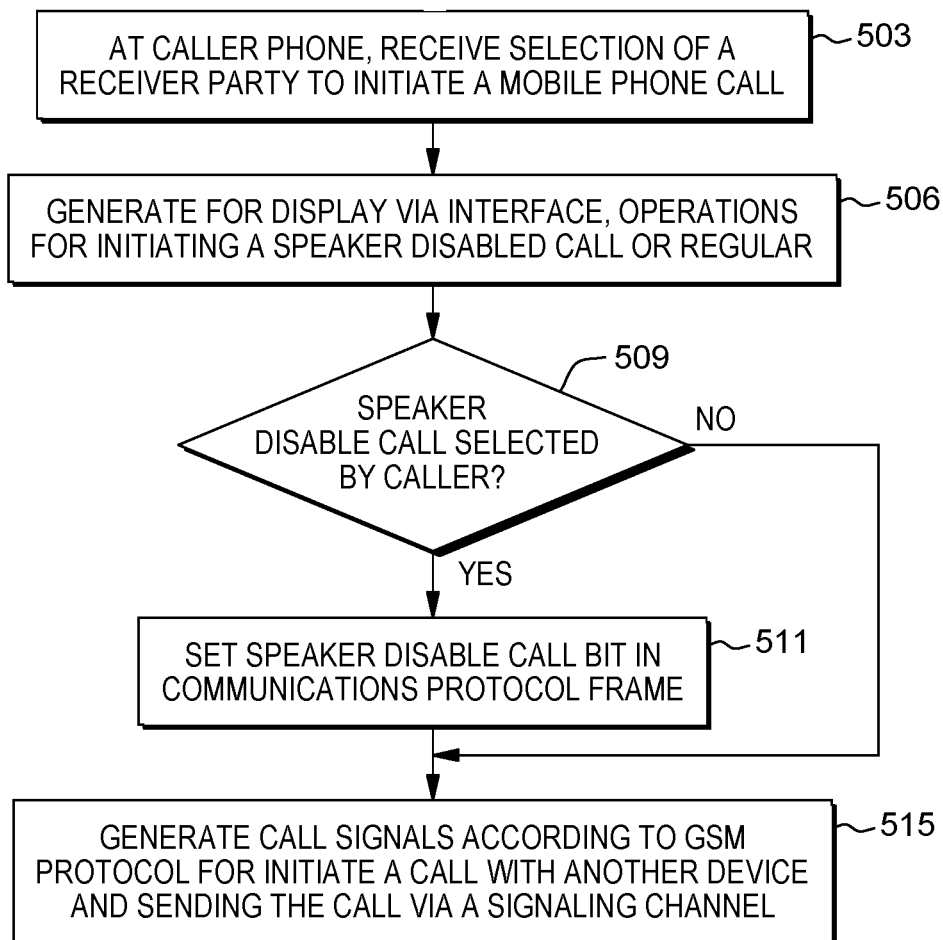 AT CALLER PHONE, RECEIVE SELECTION OF A
RECEIVER PARTY TO INITIATE A MOBILE PHONE CALL
503
GENERATE FOR DISPLAY VIA INTERFACE, OPERATIONS
FOR INITIATING A SPEAKER DISABLED CALL OR REGULAR
506
509
SPEAKER
DISABLE CALL SELECTED
BY CALLER?
NO
YES
SET SPEAKER DISABLE CALL BIT IN
COMMUNICATIONS PROTOCOL FRAME
511
GENERATE CALL SIGNALS ACCORDING TO GSM
PROTOCOL FOR INITIATE A CALL WITH ANOTHER DEVICE
AND SENDING THE CALL VIA A SIGNALING CHANNEL
515